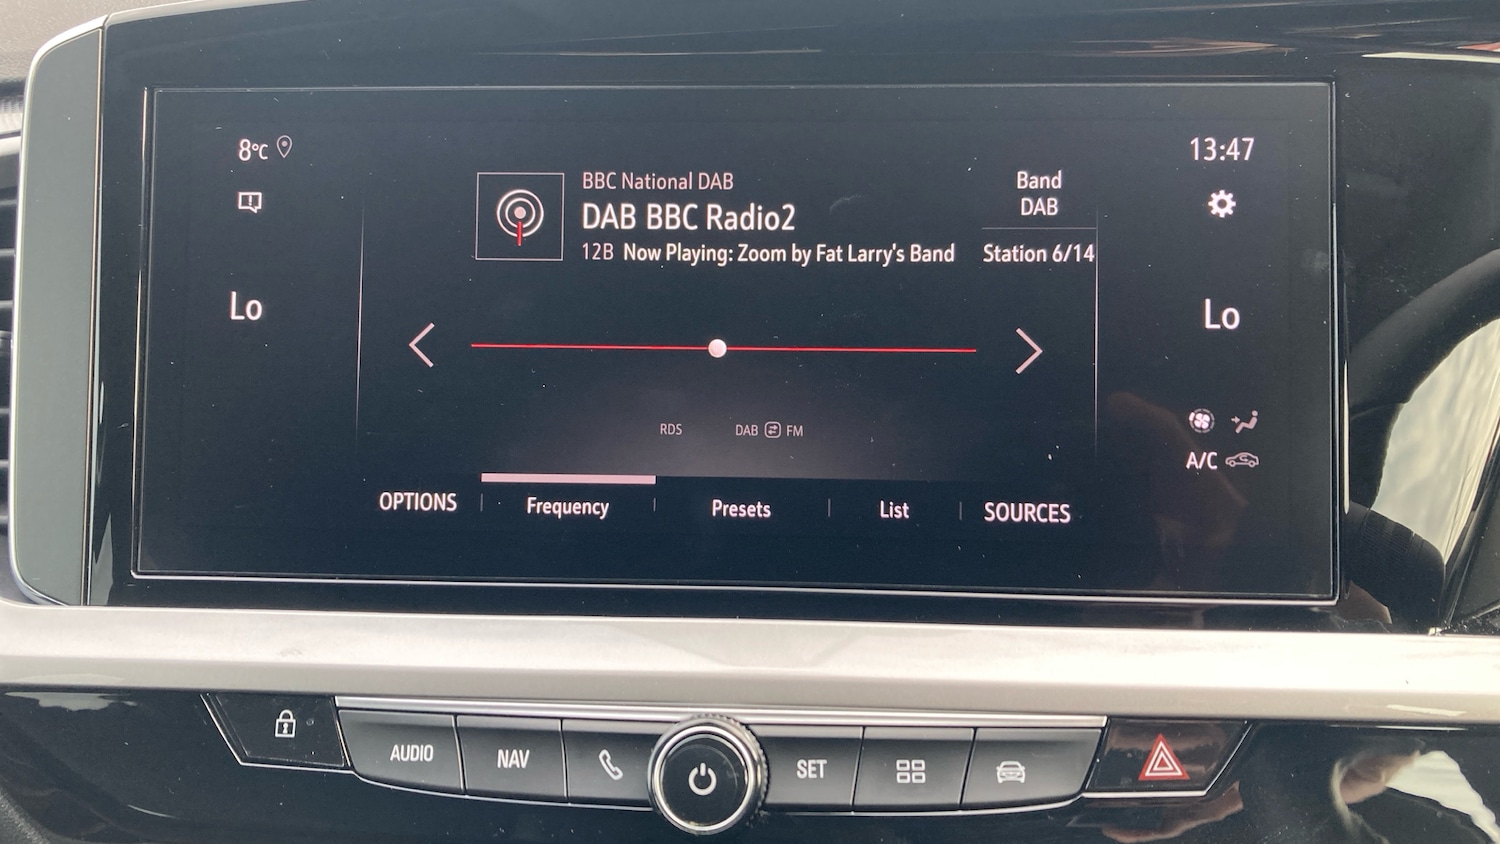 8°C
13:47
BBC National DAB
DAB BBC Radio2
12B Now Playing: Zoom by Fat Larry's Band
Band
DAB
Station 6/14
Lo
Lo
RDS
DAB FM
A/C
OPTIONS
Frequency
Presets
List
SOURCES
AUDIO
NAV
SET